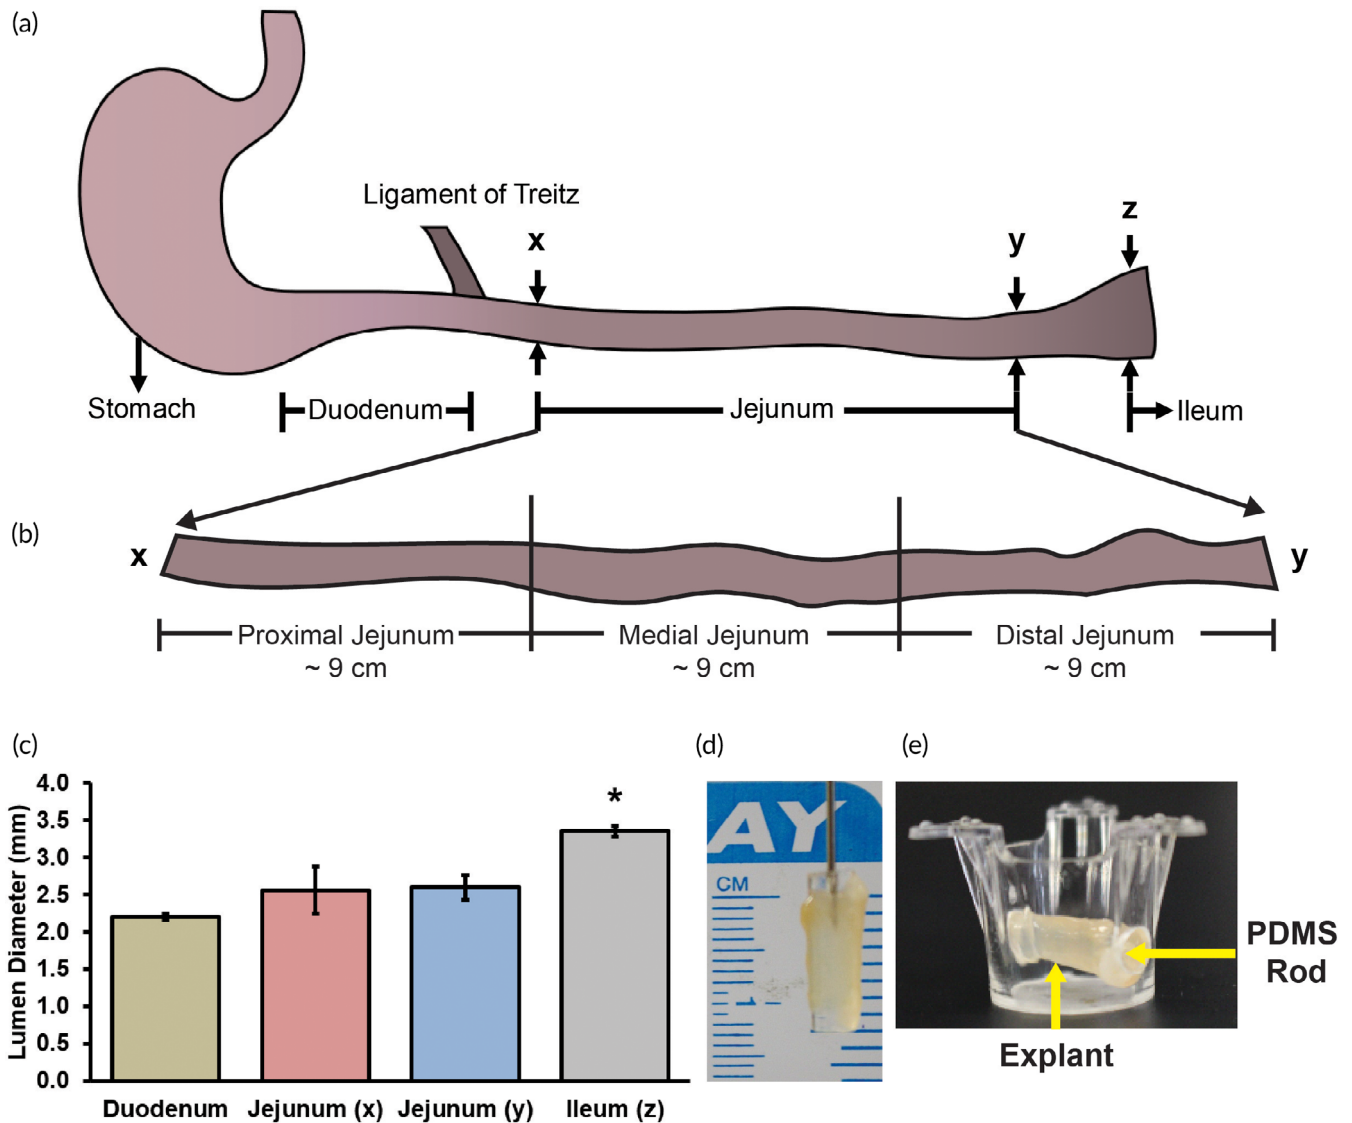 (a)
Ligament of Treitz
x
y
z
Stomach
Duodenum
Jejunum
Ileum
(b)
x
y
Proximal Jejunum
~ 9 cm
Medial Jejunum
~ 9 cm
Distal Jejunum
~ 9 cm
(c)
Lumen Diameter (mm)
4.0
3.5
3.0
2.5
2.0
1.5
1.0
0.5
0.0
*
Duodenum
Jejunum (x)
Jejunum (y)
Ileum (z)
(d)
AY
CM
1
(e)
PDMS
Rod
Explant